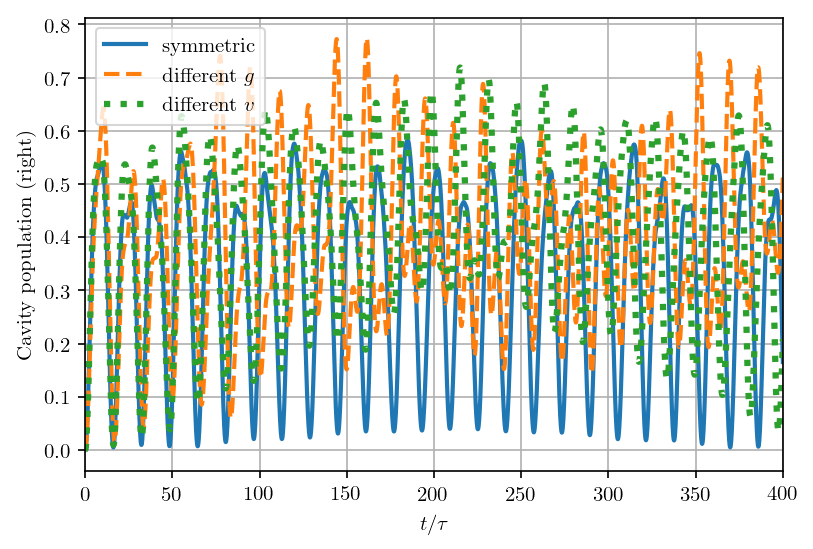 symmetric
different g
different v
Cavity population (right)
0.8
0.7
0.6
0.5
0.4
0.3
0.2
0.1
0.0
0 50 100 150 200 250 300 350 400
t/τ